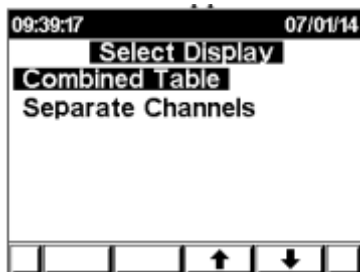 09:39:17 07/01/14
Select Display
Combined Table
Separate Channels